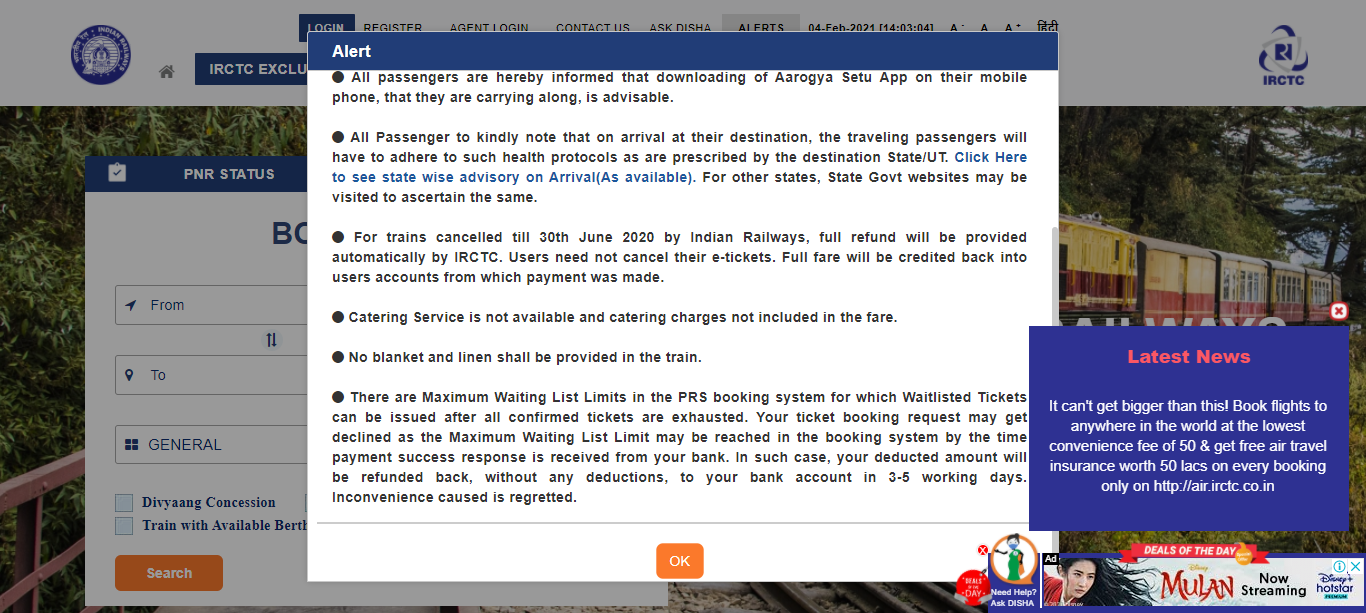 LOGIN REGISTER AGENT LOGIN CONTACT US ASK DISHA ALERTS 04-Feb-2021 [14:03:04] A- A A+ हिंदी
IRCTC EXCLU
IRCTC
Alert
● All passengers are hereby informed that downloading of Aarogya Setu App on their mobile
phone, that they are carrying along, is advisable.
● All Passenger to kindly note that on arrival at their destination, the traveling passengers will
have to adhere to such health protocols as are prescribed by the destination State/UT. Click Here
to see state wise advisory on Arrival(As available). For other states, State Govt websites may be
visited to ascertain the same.
● For trains cancelled till 30th June 2020 by Indian Railways, full refund will be provided
automatically by IRCTC. Users need not cancel their e-tickets. Full fare will be credited back into
users accounts from which payment was made.
● Catering Service is not available and catering charges not included in the fare.
● No blanket and linen shall be provided in the train.
● There are Maximum Waiting List Limits in the PRS booking system for which Waitlisted Tickets
can be issued after all confirmed tickets are exhausted. Your ticket booking request may get
declined as the Maximum Waiting List Limit may be reached in the booking system by the time
payment success response is received from your bank. In such case, your deducted amount will
be refunded back, without any deductions, to your bank account in 3-5 working days.
Inconvenience caused is regretted.
OK
PNR STATUS
BO
From
To
GENERAL
Divyaang Concession
Train with Available Berth
Search
Latest News
It can't get bigger than this! Book flights to
anywhere in the world at the lowest
convenience fee of 50 & get free air travel
insurance worth 50 lacs on every booking
only on http://air.irctc.co.in
DEALS
OF THE
DAY
Need Help?
Ask DISHA
Ad
DEALS OF THE DAY
Disney
MULAN
Now
Streaming
Disney+
hotstar
PREMIUM